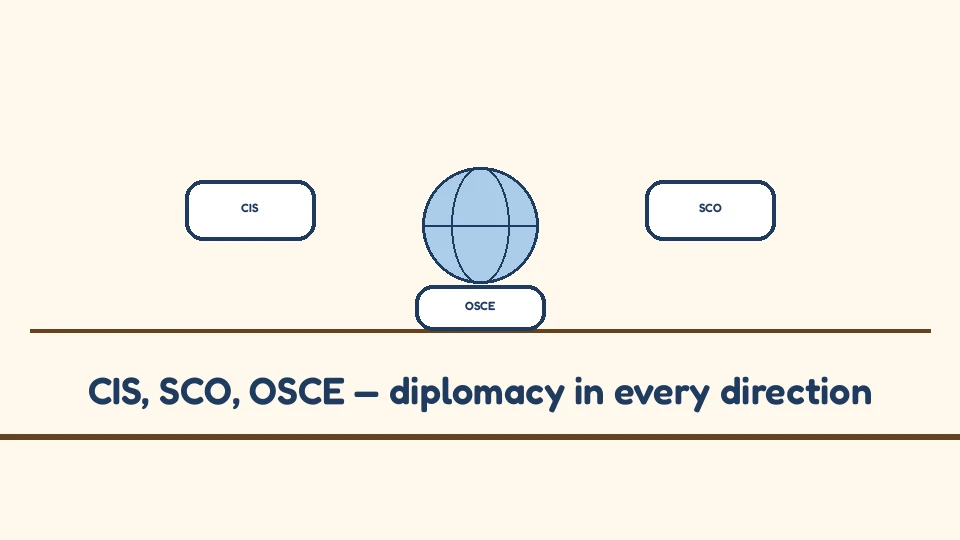 CIS
SCO
OSCE
CIS, SCO, OSCE — diplomacy in every direction